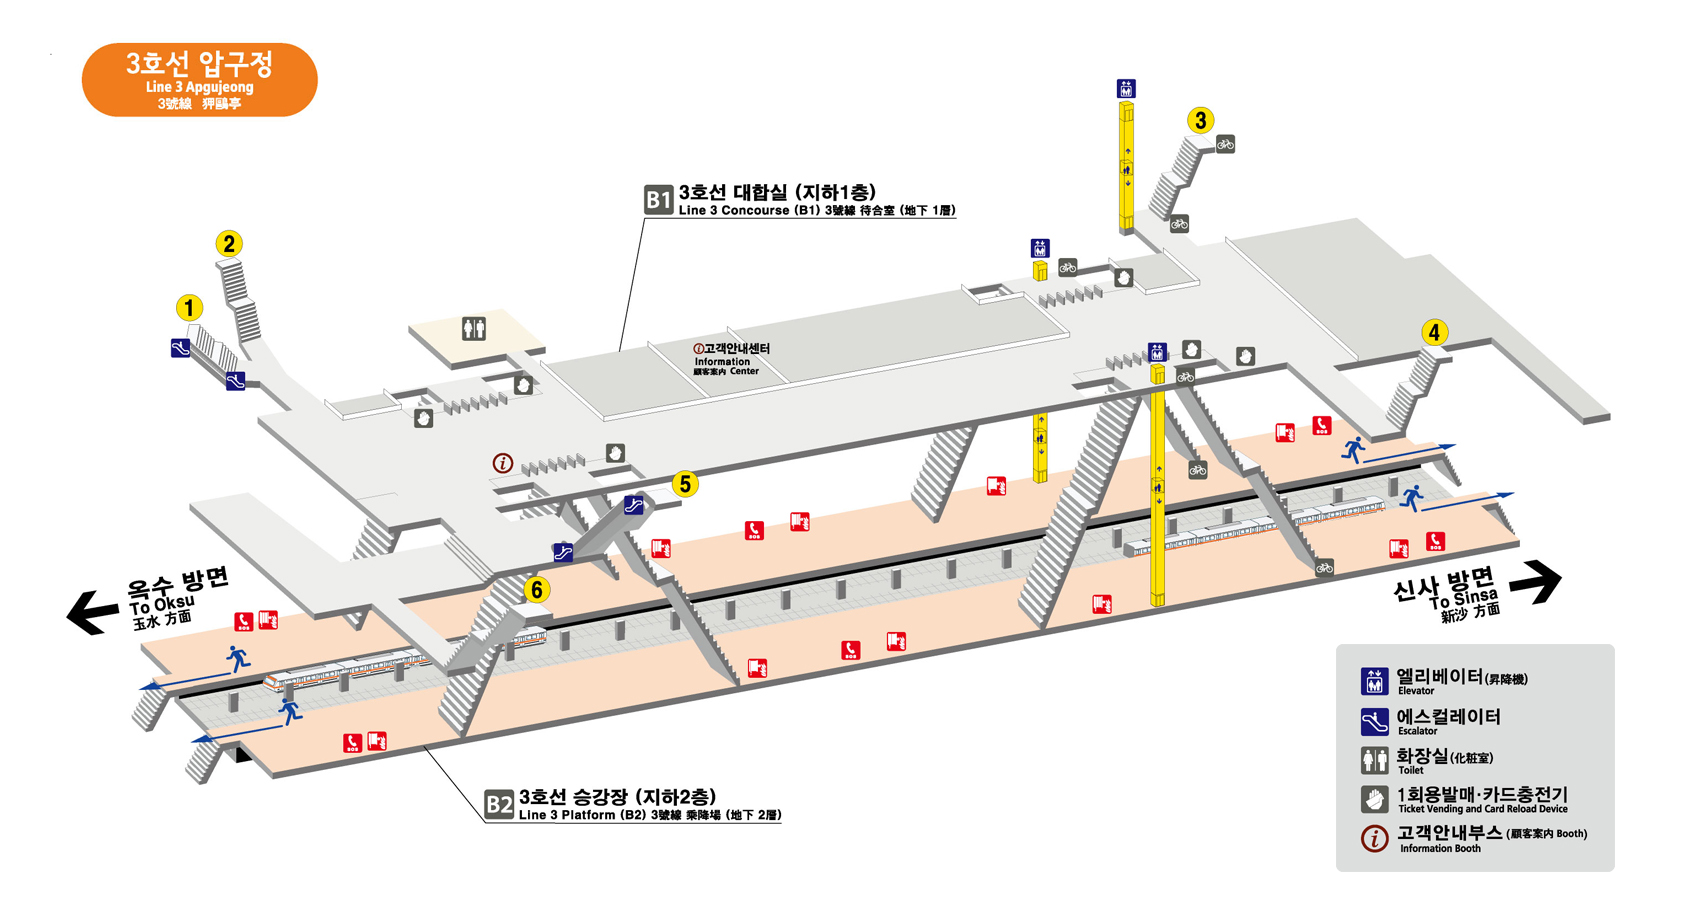 3호선 압구정
Line 3 Apgujeong
3號線 狎鷗亭
3
2
B1 3호선 대합실 (지하1층)
Line 3 Concourse (B1) 3號線 待合室 (地下 1層)
1
4
고객안내센터
Information
顧客案内 Center
5
6
옥수 방면
To Oksu
玉水 方面
신사 방면
To Sinsa
新沙 方面
SOS
SOS
SOS
SOS
SOS
SOS
B2 3호선 승강장 (지하2층)
Line 3 Platform (B2) 3號線 乘降場 (地下 2層)
엘리베이터(昇降機)
Elevator
에스컬레이터
Escalator
화장실(化粧室)
Toilet
1회용발매·카드충전기
Ticket Vending and Card Reload Device
고객안내부스 (顧客案内 Booth)
Information Booth